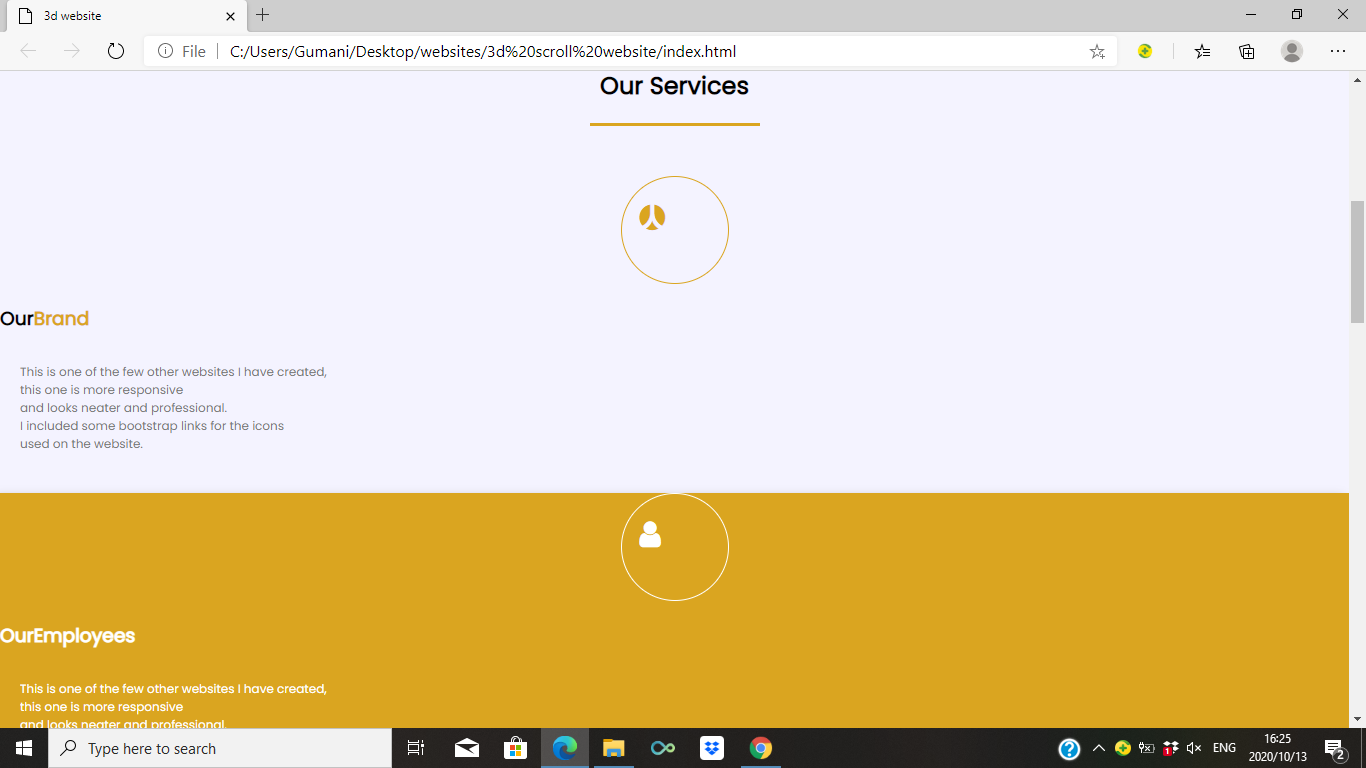 3d website
File
C:/Users/Gumani/Desktop/websites/3d%20scroll%20website/index.html
Our Services
OurBrand
This is one of the few other websites I have created,
this one is more responsive
and looks neater and professional.
I included some bootstrap links for the icons
used on the website.
OurEmployees
This is one of the few other websites I have created,
this one is more responsive
and looks neater and professional.
Type here to search
1
ENG
16:25
2020/10/13
2